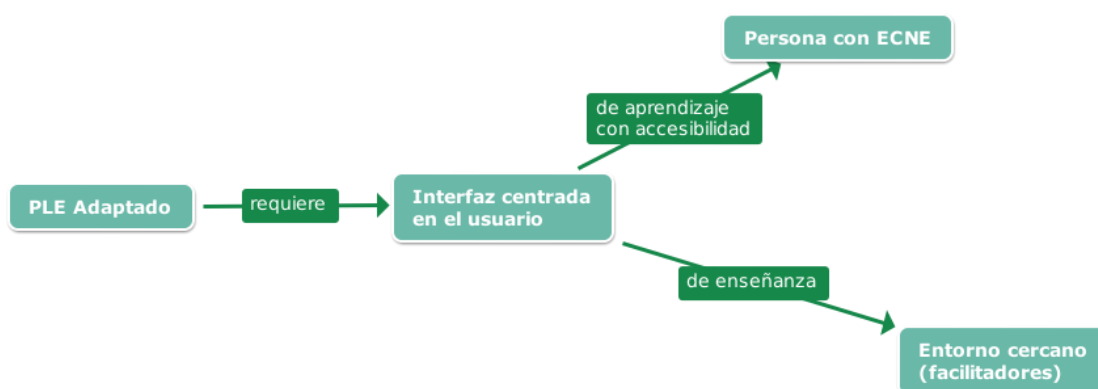 Persona con ECNE
de aprendizaje
con accesibilidad
PLE Adaptado
requiere
Interfaz centrada
en el usuario
de enseñanza
Entorno cercano
(facilitadores)